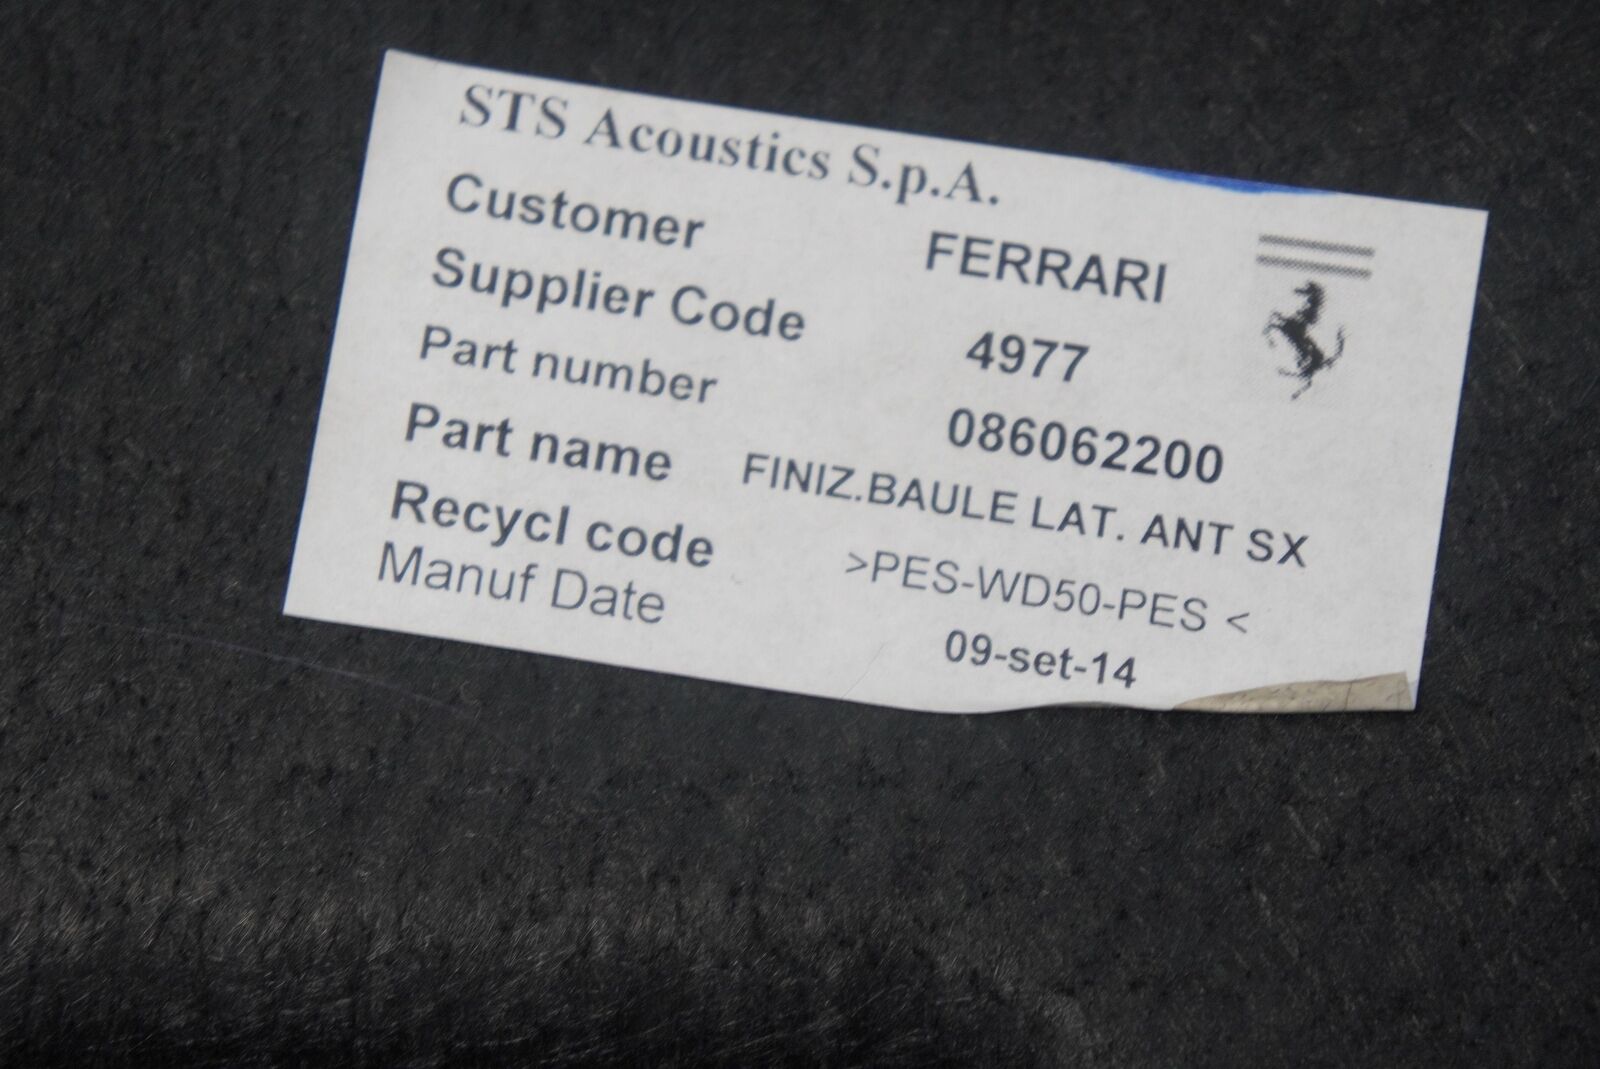 STS Acoustics S.p.A.
Customer FERRARI
Supplier Code 4977
Part number 086062200
Part name FINIZ.BAULE LAT. ANT SX
Recycl code >PES-WD50-PES <
Manuf Date 09-set-14